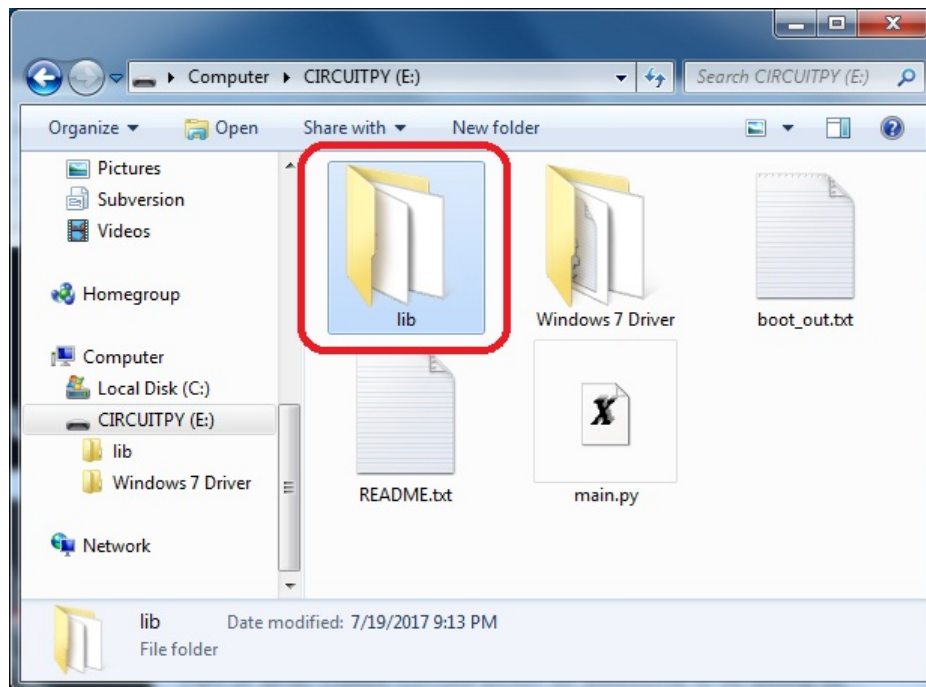 Computer CIRCUITPY (E:) Search CIRCUITPY (E:)
Organize Open Share with New folder
Pictures
Subversion
Videos
Homegroup
Computer
Local Disk (C:)
CIRCUITPY (E:)
lib
Windows 7 Driver
Network
lib Windows 7 Driver boot_out.txt
README.txt main.py
lib Date modified: 7/19/2017 9:13 PM
File folder